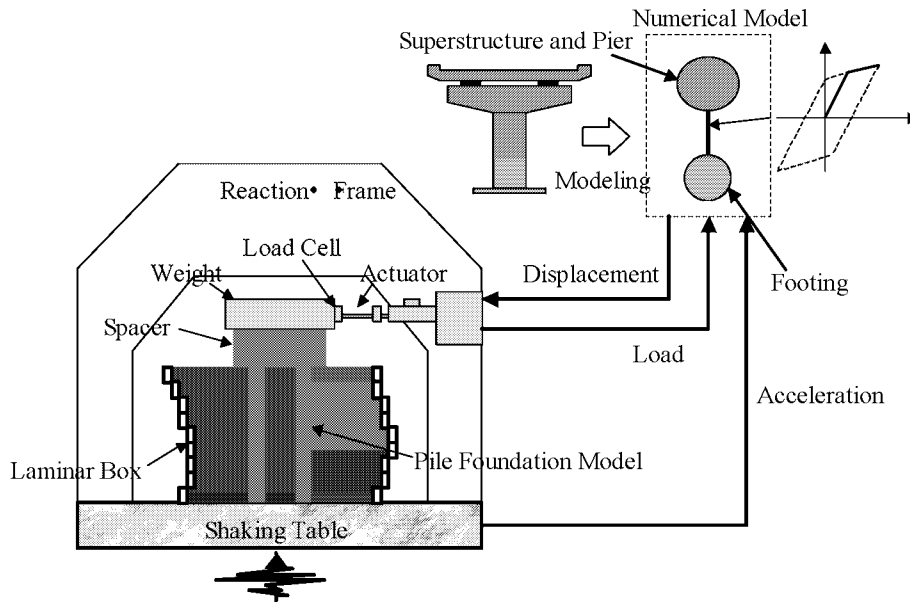 Numerical Model
Superstructure and Pier
Modeling
Reaction• •Frame
Load Cell
Weight
Actuator
Displacement
Footing
Spacer
Load
Acceleration
Laminar Box
Pile Foundation Model
Shaking Table